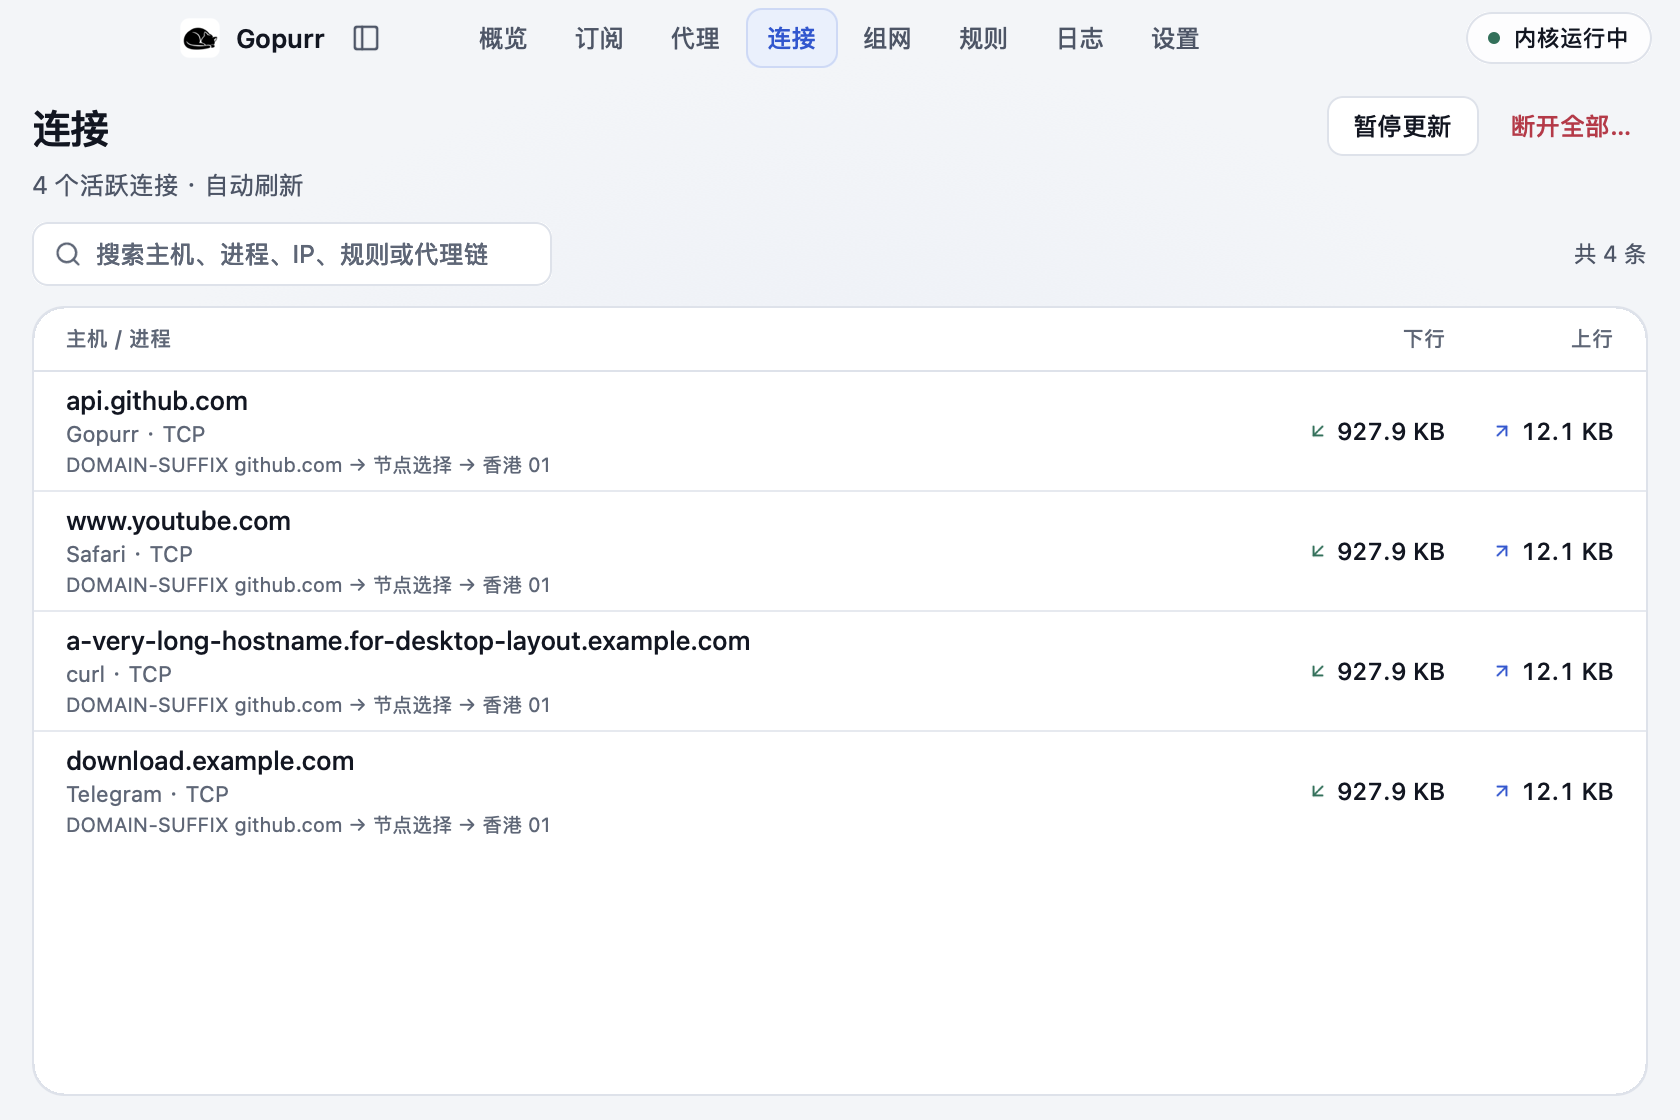 Gopurr 概览 订阅 代理 连接 组网 规则 日志 设置 内核运行中
连接 暂停更新 断开全部...
4 个活跃连接 · 自动刷新
搜索主机、进程、IP、规则或代理链 共 4 条
主机 / 进程 下行 上行
api.github.com
Gopurr · TCP 927.9 KB 12.1 KB
DOMAIN-SUFFIX github.com → 节点选择 → 香港 01
www.youtube.com
Safari · TCP 927.9 KB 12.1 KB
DOMAIN-SUFFIX github.com → 节点选择 → 香港 01
a-very-long-hostname.for-desktop-layout.example.com
curl · TCP 927.9 KB 12.1 KB
DOMAIN-SUFFIX github.com → 节点选择 → 香港 01
download.example.com
Telegram · TCP 927.9 KB 12.1 KB
DOMAIN-SUFFIX github.com → 节点选择 → 香港 01